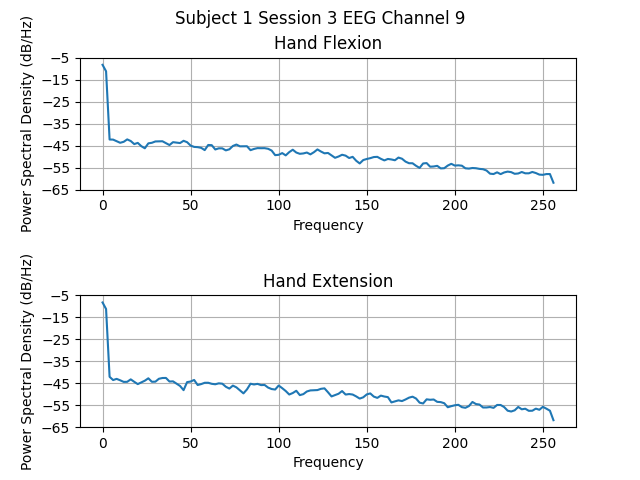 Subject 1 Session 3 EEG Channel 9
Hand Flexion
Power Spectral Density (dB/Hz)
−5
−15
−25
−35
−45
−55
−65
0 50 100 150 200 250
Frequency
Hand Extension
Power Spectral Density (dB/Hz)
−5
−15
−25
−35
−45
−55
−65
0 50 100 150 200 250
Frequency